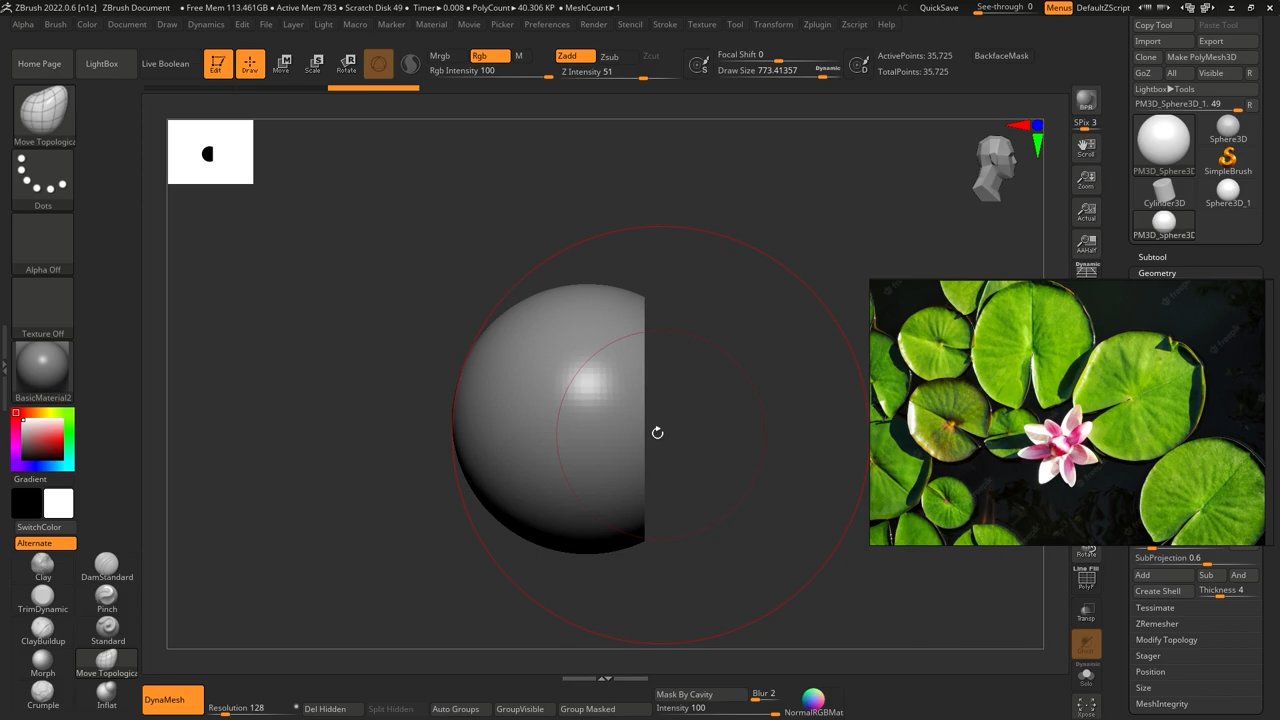 ZBrush 2022.0.6 [n1z] ZBrush Document • Free Mem 113.461GB • Active Mem 783 • Scratch Disk 49 • Timer▶0.008 • PolyCount▶40.306 KP • MeshCount▶1 AC QuickSave See-through 0 Menus DefaultZScript
Alpha Brush Color Document Draw Dynamics Edit File Layer Light Macro Marker Material Movie Picker Preferences Render Stencil Stroke Texture Tool Transform Zplugin Zscript Help
Home Page LightBox Live Boolean Edit Draw Move Scale Rotate
Mrgb Rgb M
Rgb Intensity 100
Zadd Zsub Zcut
Z Intensity 51
S
Focal Shift 0
Draw Size 773.41357 Dynamic
D
ActivePoints: 35,725
TotalPoints: 35,725
BackfaceMask
Move Topologica
Dots
Alpha Off
Texture Off
BasicMaterial2
Gradient
SwitchColor
Alternate
Clay DamStandard
TrimDynamic Pinch
ClayBuildup Standard
Morph Move Topologica
Crumple Inflat
BPR
SPix 3
Scroll
Zoom
Actual
AAHalf
Dynamic
Rotate
Line Fill
PolyF
Transp
Dynamic
Solo
Xpose
Copy Tool Paste Tool
Import Export
Clone Make PolyMesh3D
GoZ All Visible R
Lightbox▶Tools
PM3D_Sphere3D_1. 49 R
PM3D_Sphere3D Sphere3D
SimpleBrush
Cylinder3D Sphere3D_1
PM3D_Sphere3D
Subtool
Geometry
SubProjection 0.6
Add Sub And
Create Shell Thickness 4
Tessimate
ZRemesher
Modify Topology
Stager
Position
Size
MeshIntegrity
DynaMesh
Resolution 128
Del Hidden Split Hidden Auto Groups GroupVisible Group Masked
Mask By Cavity Blur 2
Intensity 100
NormalRGBMat